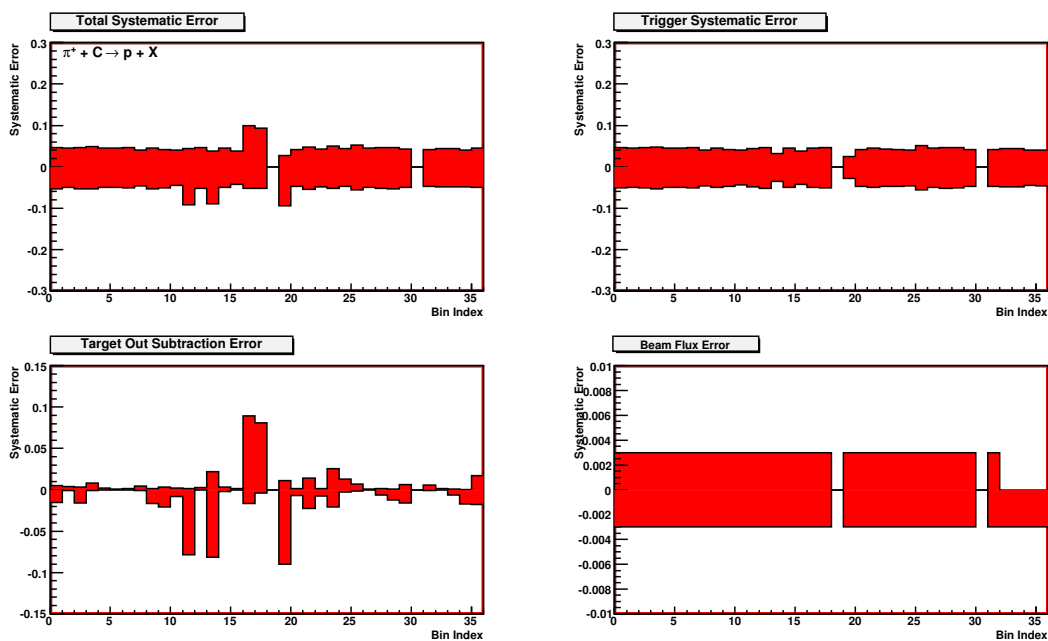 Total Systematic Error
Systematic Error
π⁺ + C → p + X
0.3
0.2
0.1
0
-0.1
-0.2
-0.3
0 5 10 15 20 25 30 35
Bin Index
Trigger Systematic Error
Systematic Error
0.3
0.2
0.1
0
-0.1
-0.2
-0.3
0 5 10 15 20 25 30 35
Bin Index
Target Out Subtraction Error
Systematic Error
0.15
0.1
0.05
0
-0.05
-0.1
-0.15
0 5 10 15 20 25 30 35
Bin Index
Beam Flux Error
Systematic Error
0.01
0.008
0.006
0.004
0.002
0
-0.002
-0.004
-0.006
-0.008
-0.01
0 5 10 15 20 25 30 35
Bin Index